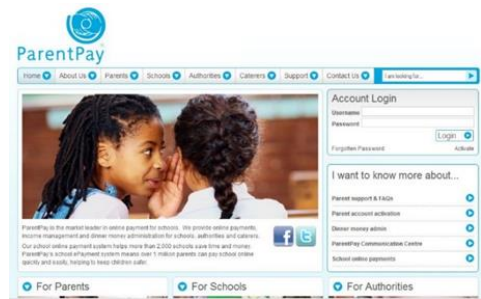 ParentPay
Home About Us Parents Schools Authorities Caterers Support Contact Us I am looking for...
Account Login
Username
Password
Login
Forgotten Password Activate
I want to know more about...
Parent support & FAQs
Parent account activation
Dinner money admin
ParentPay Communication Centre
School online payments
ParentPay is the market leader in online payment for schools. We provide online payments,
income management and dinner money administration for schools, authorities and caterers.
Our school online payment system helps more than 2,000 schools save time and money.
ParentPay's school ePayment system means over 1 million parents can pay school online
quickly and easily, helping to keep children safer.
For Parents
For Schools
For Authorities